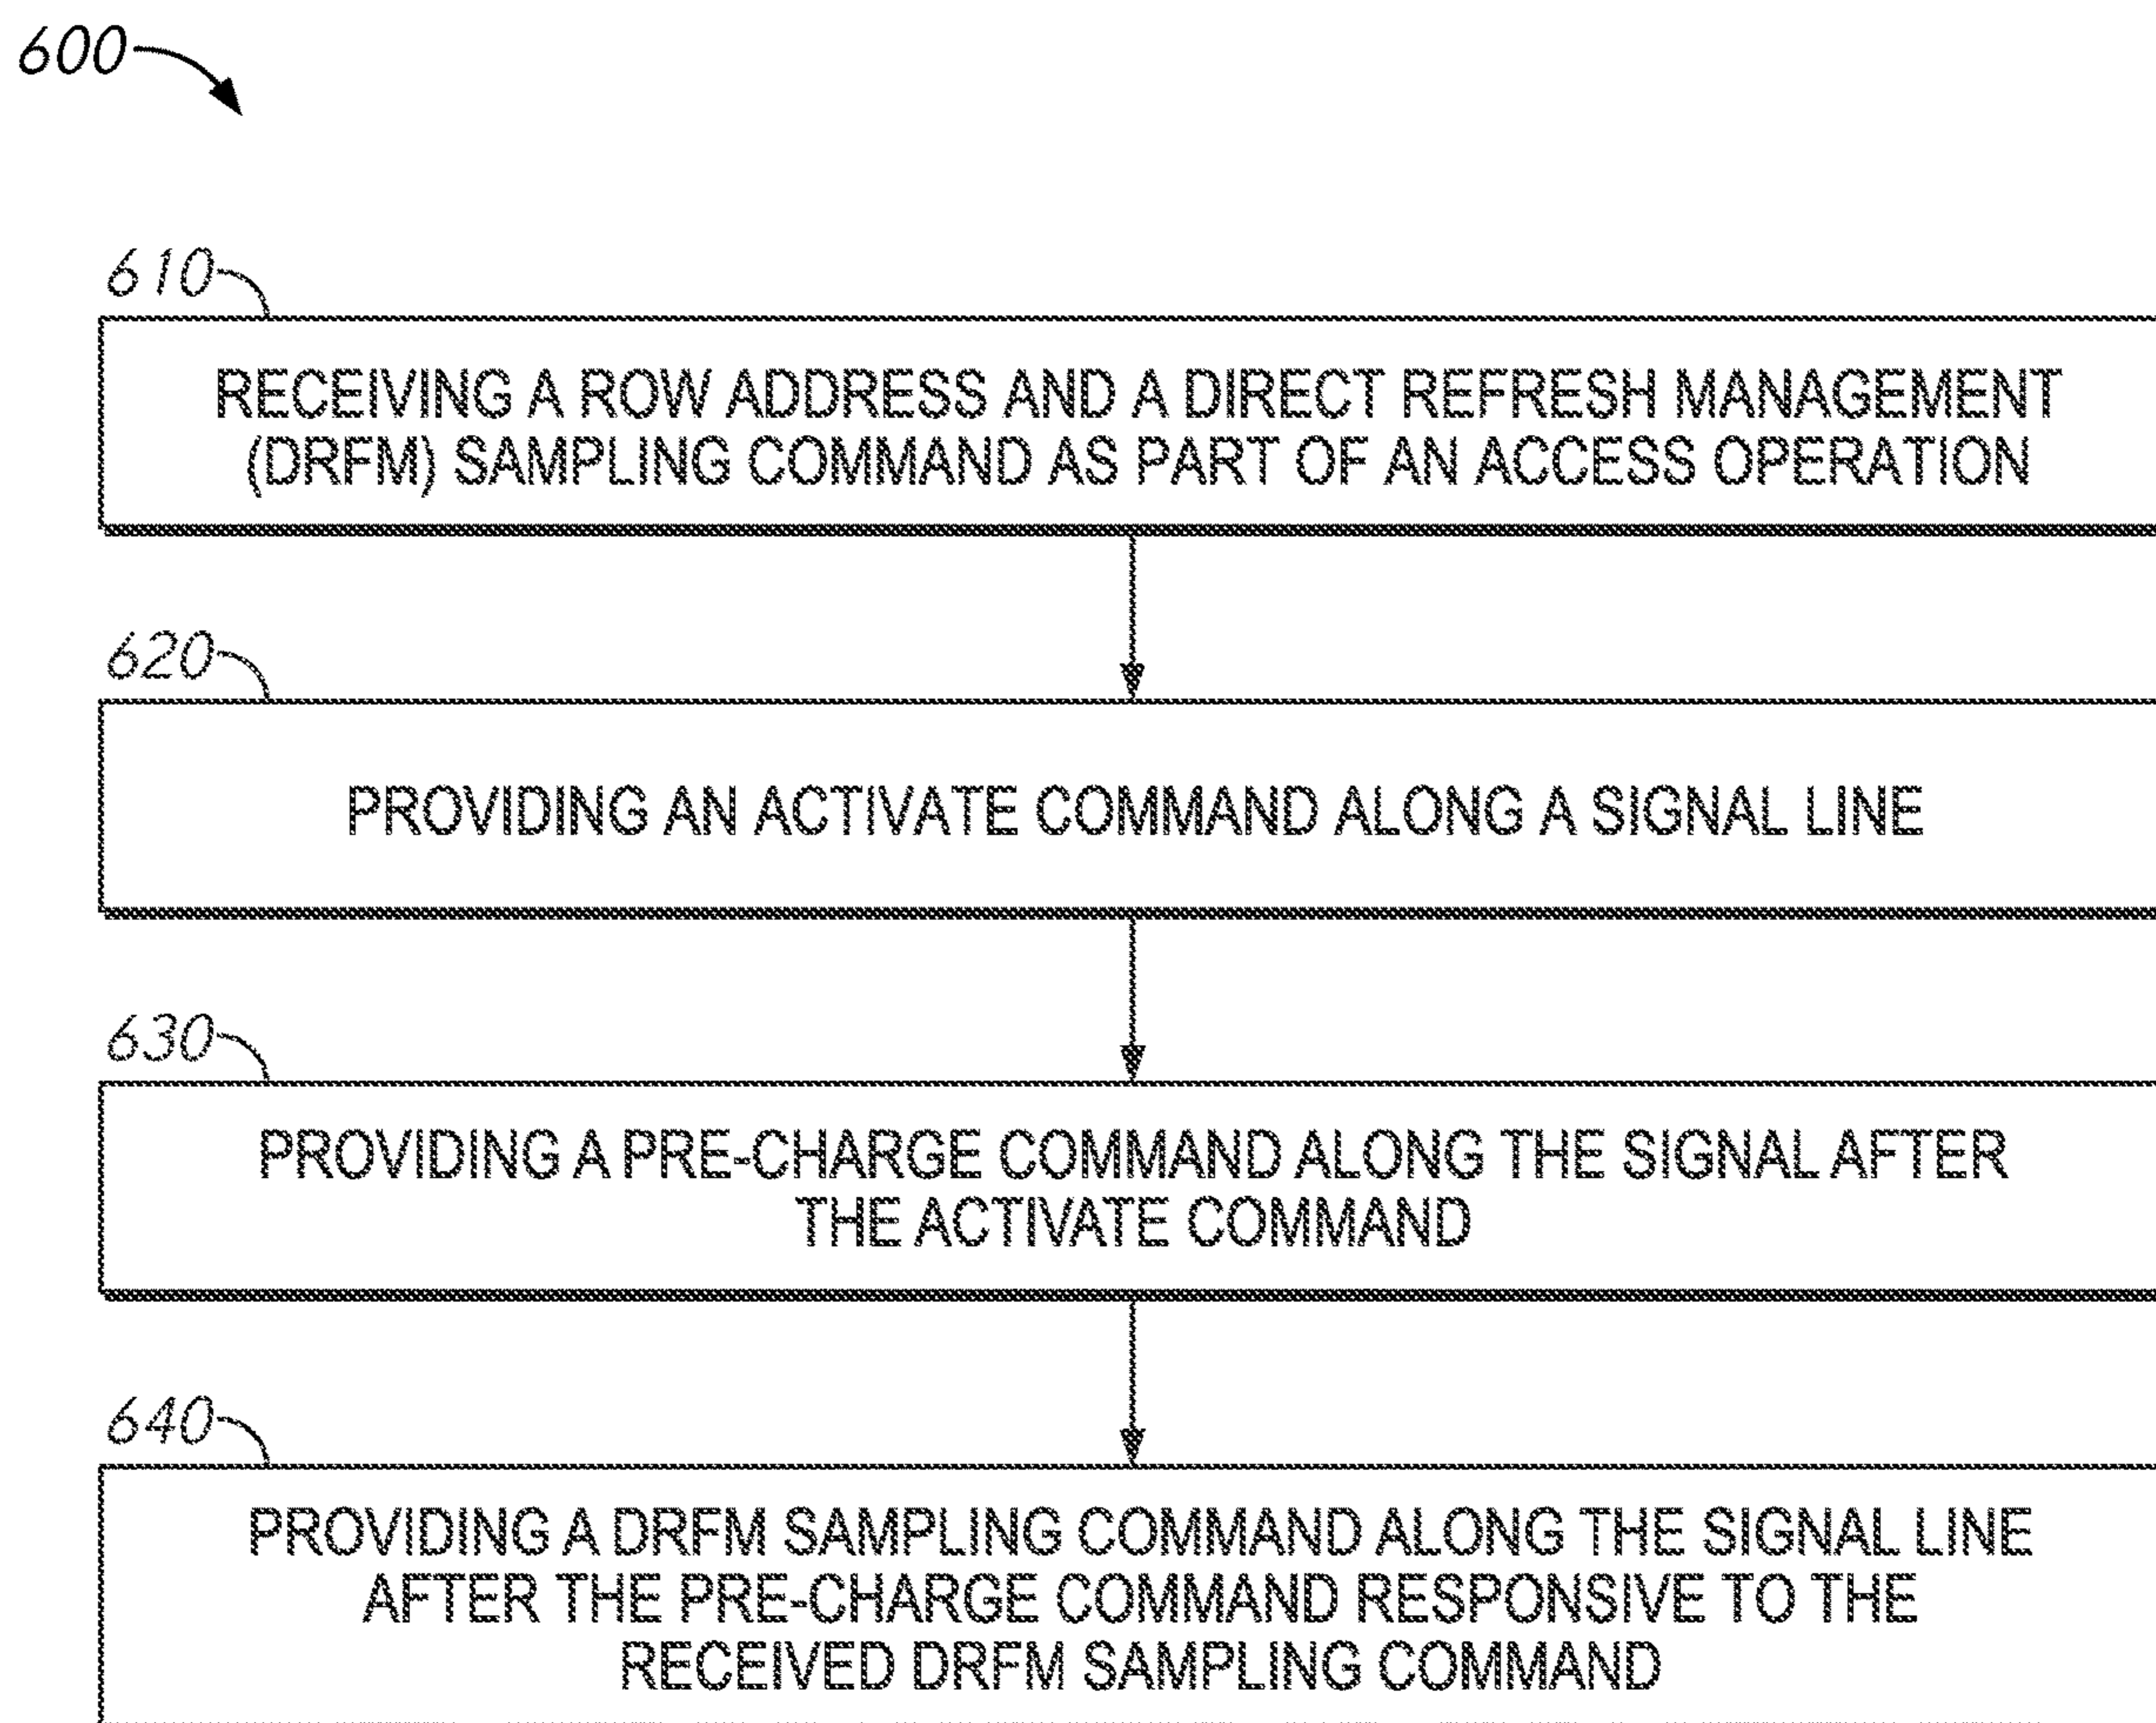 600
610
RECEIVING A ROW ADDRESS AND A DIRECT REFRESH MANAGEMENT
(DRFM) SAMPLING COMMAND AS PART OF AN ACCESS OPERATION
620
PROVIDING AN ACTIVATE COMMAND ALONG A SIGNAL LINE
630
PROVIDING A PRE-CHARGE COMMAND ALONG THE SIGNAL AFTER
THE ACTIVATE COMMAND
640
PROVIDING A DRFM SAMPLING COMMAND ALONG THE SIGNAL LINE
AFTER THE PRE-CHARGE COMMAND RESPONSIVE TO THE
RECEIVED DRFM SAMPLING COMMAND